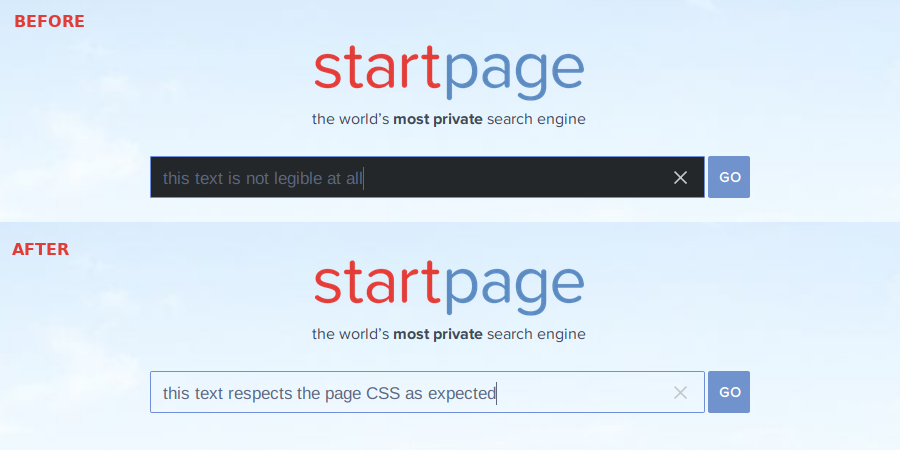 BEFORE
startpage
the world's most private search engine
this text is not legible at all
GO
AFTER
startpage
the world's most private search engine
this text respects the page CSS as expected
GO